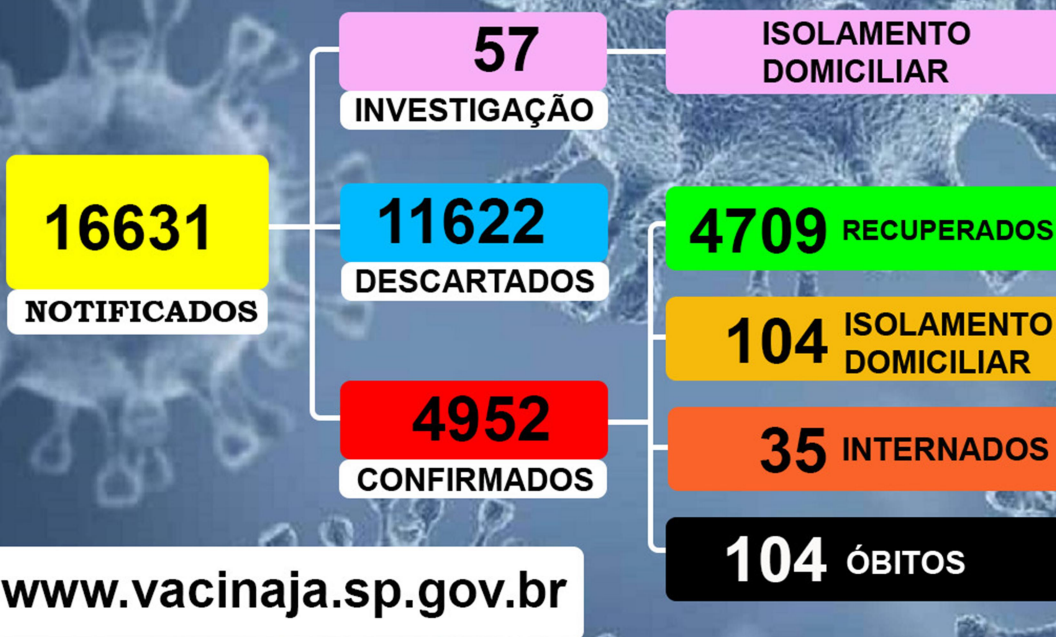 57
ISOLAMENTO
DOMICILIAR
INVESTIGAÇÃO
16631
NOTIFICADOS
11622
DESCARTADOS
4709 RECUPERADOS
104 ISOLAMENTO
DOMICILIAR
4952
CONFIRMADOS
35 INTERNADOS
104 ÓBITOS
www.vacinaja.sp.gov.br